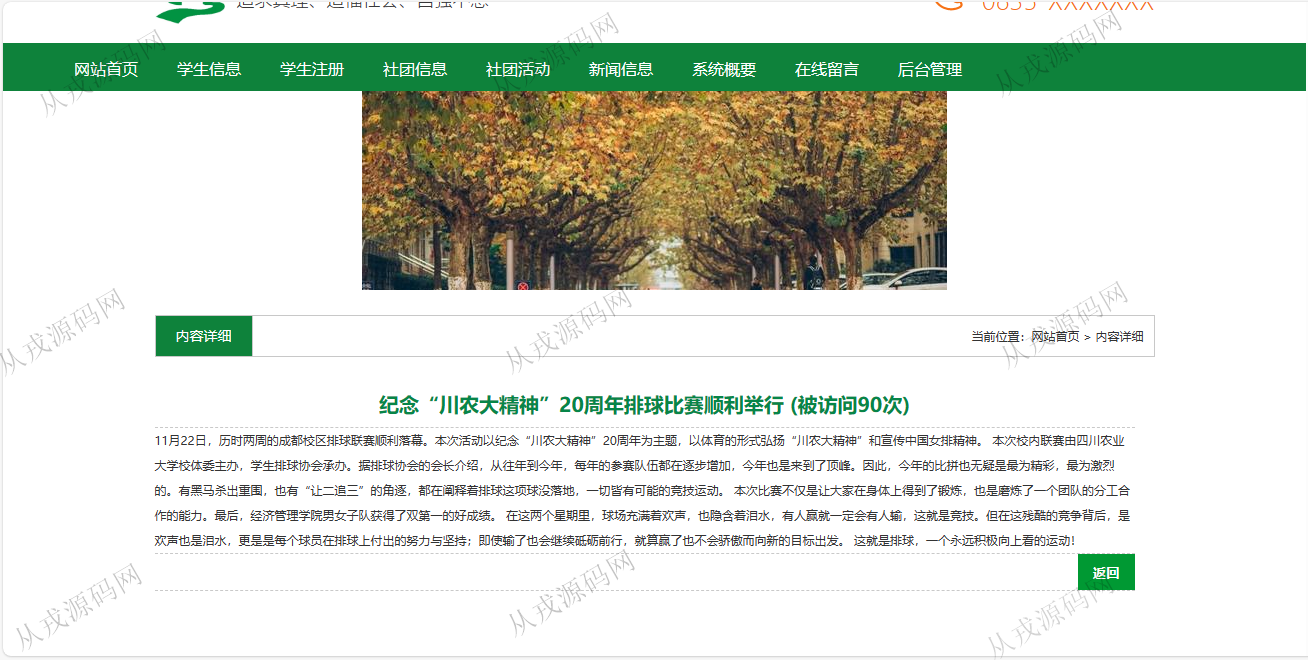 追求真理、造福社会、自强不息
0835-XXXXXXX
网站首页 学生信息 学生注册 社团信息 社团活动 新闻信息 系统概要 在线留言 后台管理
内容详细
当前位置：网站首页 > 内容详细
纪念“川农大精神”20周年排球比赛顺利举行 (被访问90次)
11月22日，历时两周的成都校区排球联赛顺利落幕。本次活动以纪念“川农大精神”20周年为主题，以体育的形式弘扬“川农大精神”和宣传中国女排精神。 本次校内联赛由四川农业
大学校体委主办，学生排球协会承办。据排球协会的会长介绍，从往年到今年，每年的参赛队伍都在逐步增加，今年也是来到了顶峰。因此，今年的比拼也无疑是最为精彩，最为激烈
的。有黑马杀出重围，也有“让二追三”的角逐，都在阐释着排球这项球没落地，一切皆有可能的竞技运动。 本次比赛不仅是让大家在身体上得到了锻炼，也是磨炼了一个团队的分工合
作的能力。最后，经济管理学院男女子队获得了双第一的好成绩。 在这两个星期里，球场充满着欢声，也隐含着泪水，有人赢就一定会有人输，这就是竞技。但在这残酷的竞争背后，是
欢声也是泪水，更是是每个球员在排球上付出的努力与坚持；即使输了也会继续砥砺前行，就算赢了也不会骄傲而向新的目标出发。 这就是排球，一个永远积极向上看的运动！
返回
从戎源码网
从戎源码网
从戎源码网
从戎源码网
从戎源码网
从戎源码网
从戎源码网
从戎源码网
从戎源码网